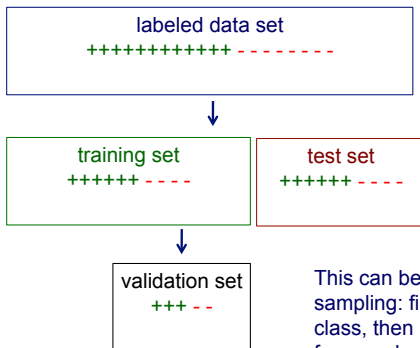 labeled data set
++++++++++++ - - - - - - - -
training set
++++++ - - - -
test set
++++++ - - - -
validation set
+++ - -
This can be
sampling: fi
class, then